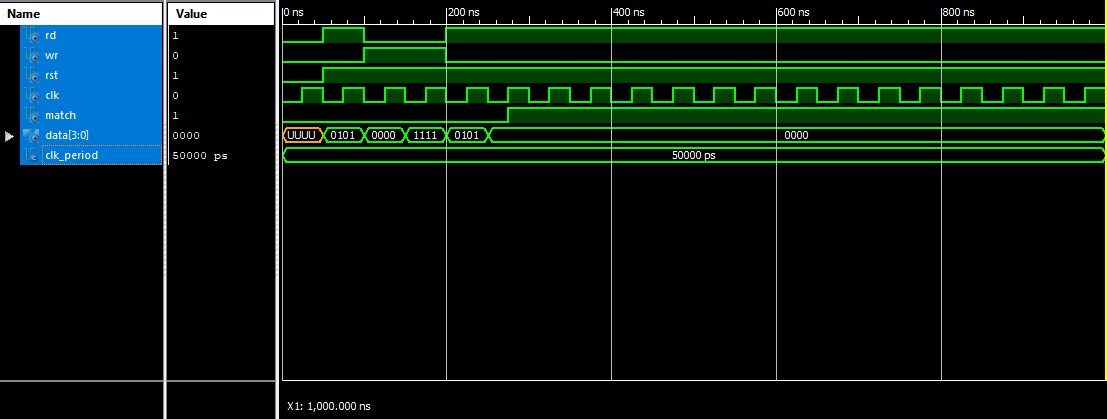 Name Value 0 ns 200 ns 400 ns 600 ns 800 ns
rd 1
wr 0
rst 1
clk 0
match 1
data[3:0] 0000 UUUU 0101 0000 1111 0101 0000
clk_period 50000 ps 50000 ps
X1: 1,000.000 ns